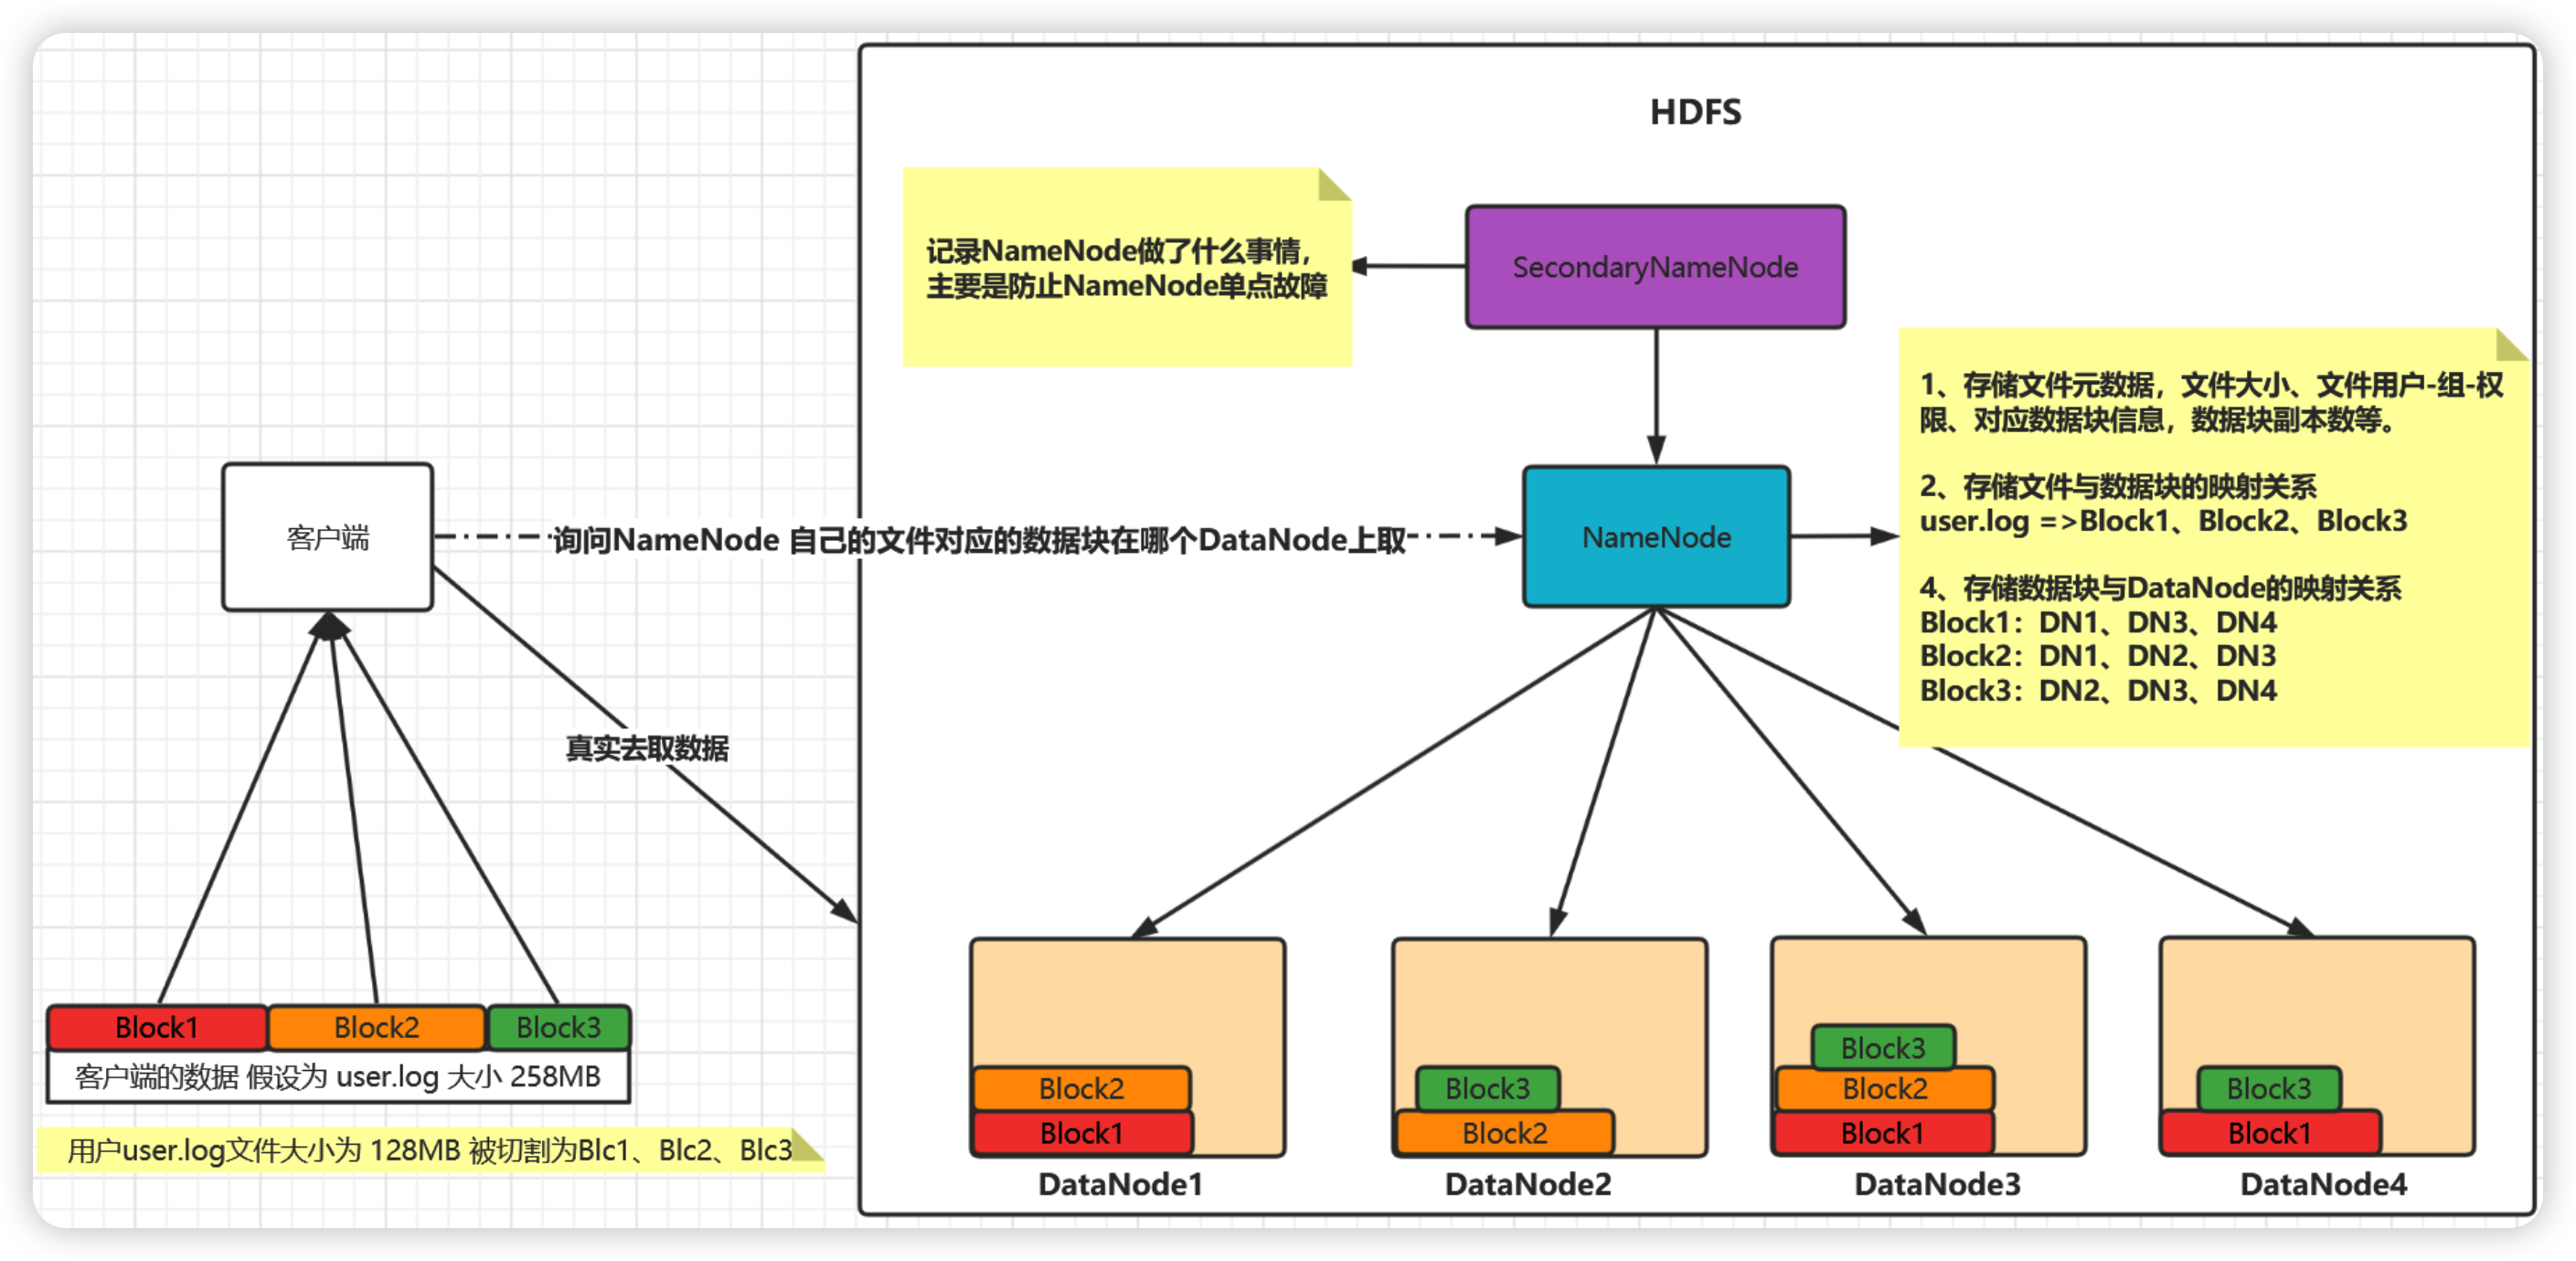 HDFS
记录NameNode做了什么事情，
主要是防止NameNode单点故障
SecondaryNameNode
1、存储文件元数据，文件大小、文件用户-组-权
限、对应数据块信息，数据块副本数等。
2、存储文件与数据块的映射关系
user.log =>Block1、Block2、Block3
4、存储数据块与DataNode的映射关系
Block1：DN1、DN3、DN4
Block2：DN1、DN2、DN3
Block3：DN2、DN3、DN4
客户端
询问NameNode 自己的文件对应的数据块在哪个DataNode上取
NameNode
真实去取数据
Block1 Block2 Block3
客户端的数据 假设为 user.log 大小 258MB
用户user.log文件大小为 128MB 被切割为Blc1、Blc2、Blc3
Block2
Block1
DataNode1
Block3
Block2
DataNode2
Block3
Block2
Block1
DataNode3
Block3
Block1
DataNode4